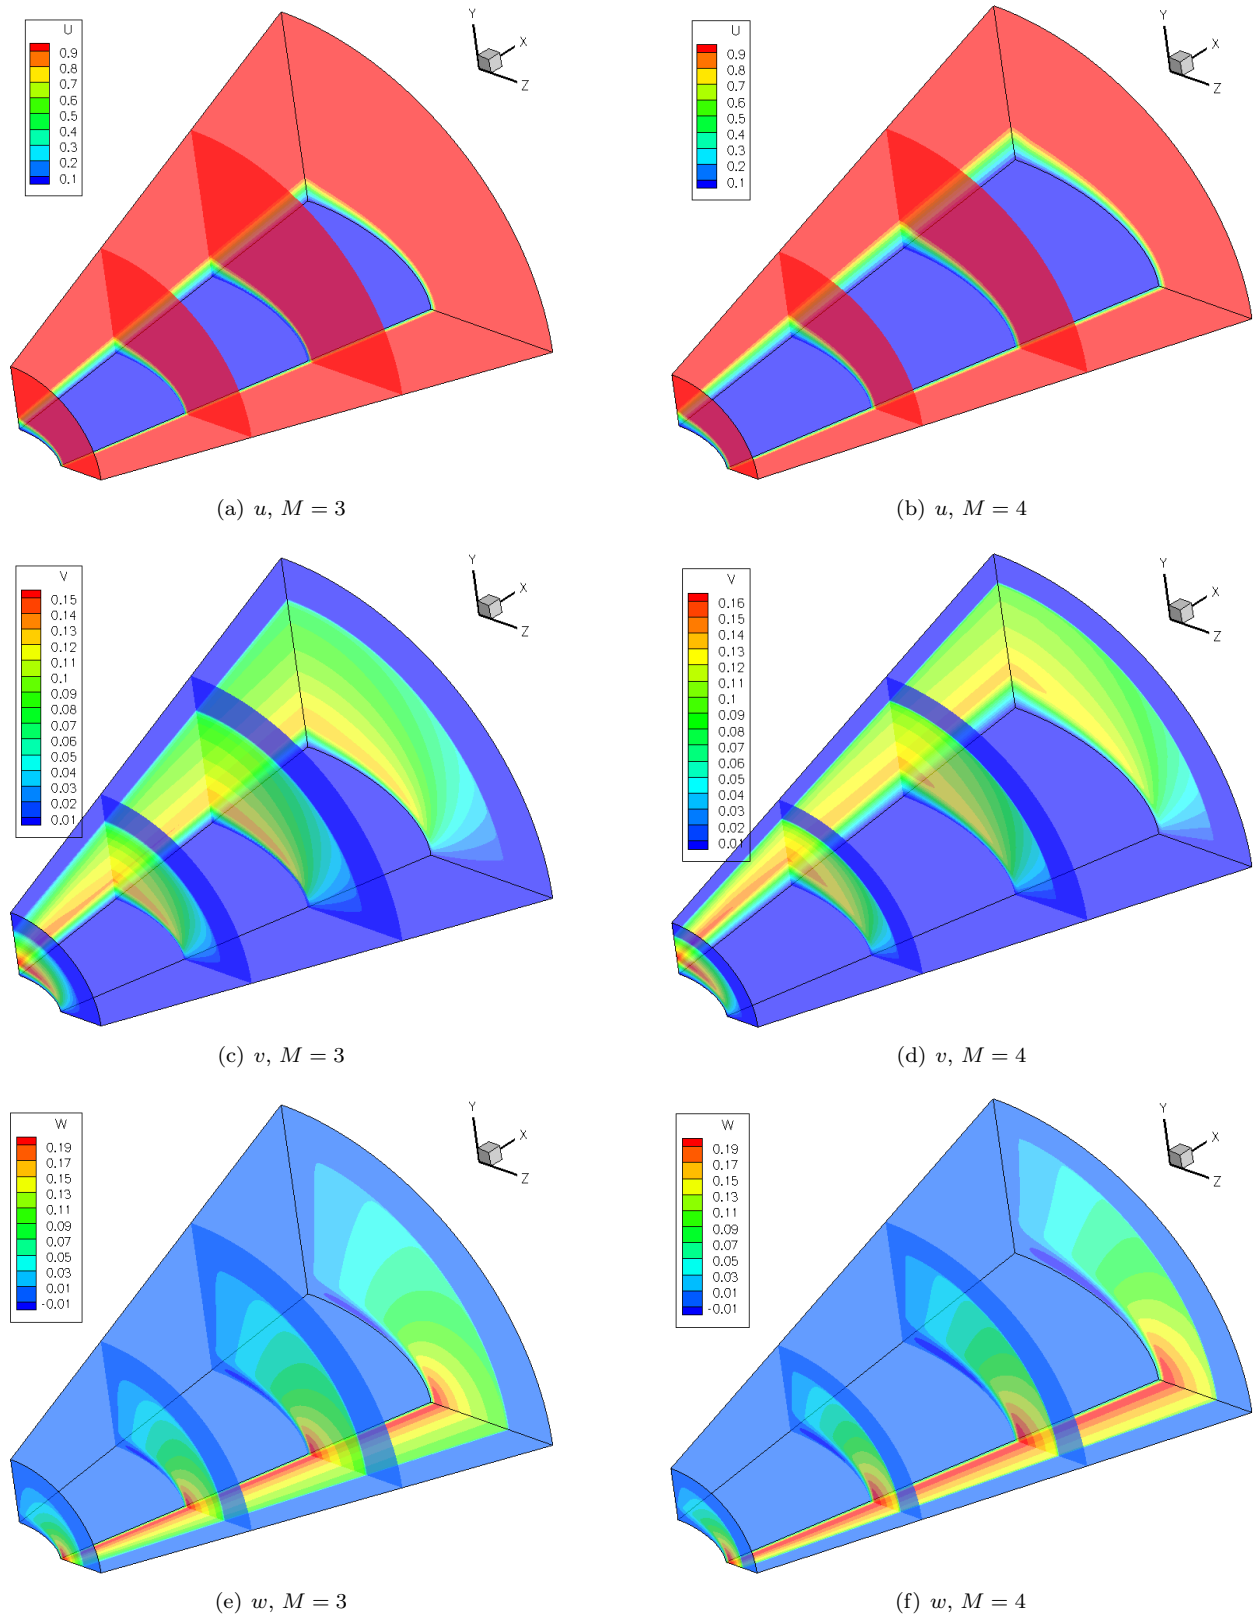 U
0.9
0.8
0.7
0.6
0.5
0.4
0.3
0.2
0.1
Y
X
Z
U
0.9
0.8
0.7
0.6
0.5
0.4
0.3
0.2
0.1
Y
X
Z
(a) u, M = 3
(b) u, M = 4
V
0.15
0.14
0.13
0.12
0.11
0.1
0.09
0.08
0.07
0.06
0.05
0.04
0.03
0.02
0.01
Y
X
Z
V
0.16
0.15
0.14
0.13
0.12
0.11
0.1
0.09
0.08
0.07
0.06
0.05
0.04
0.03
0.02
0.01
Y
X
Z
(c) v, M = 3
(d) v, M = 4
W
0.19
0.17
0.15
0.13
0.11
0.09
0.07
0.05
0.03
0.01
-0.01
Y
X
Z
W
0.19
0.17
0.15
0.13
0.11
0.09
0.07
0.05
0.03
0.01
-0.01
Y
X
Z
(e) w, M = 3
(f) w, M = 4